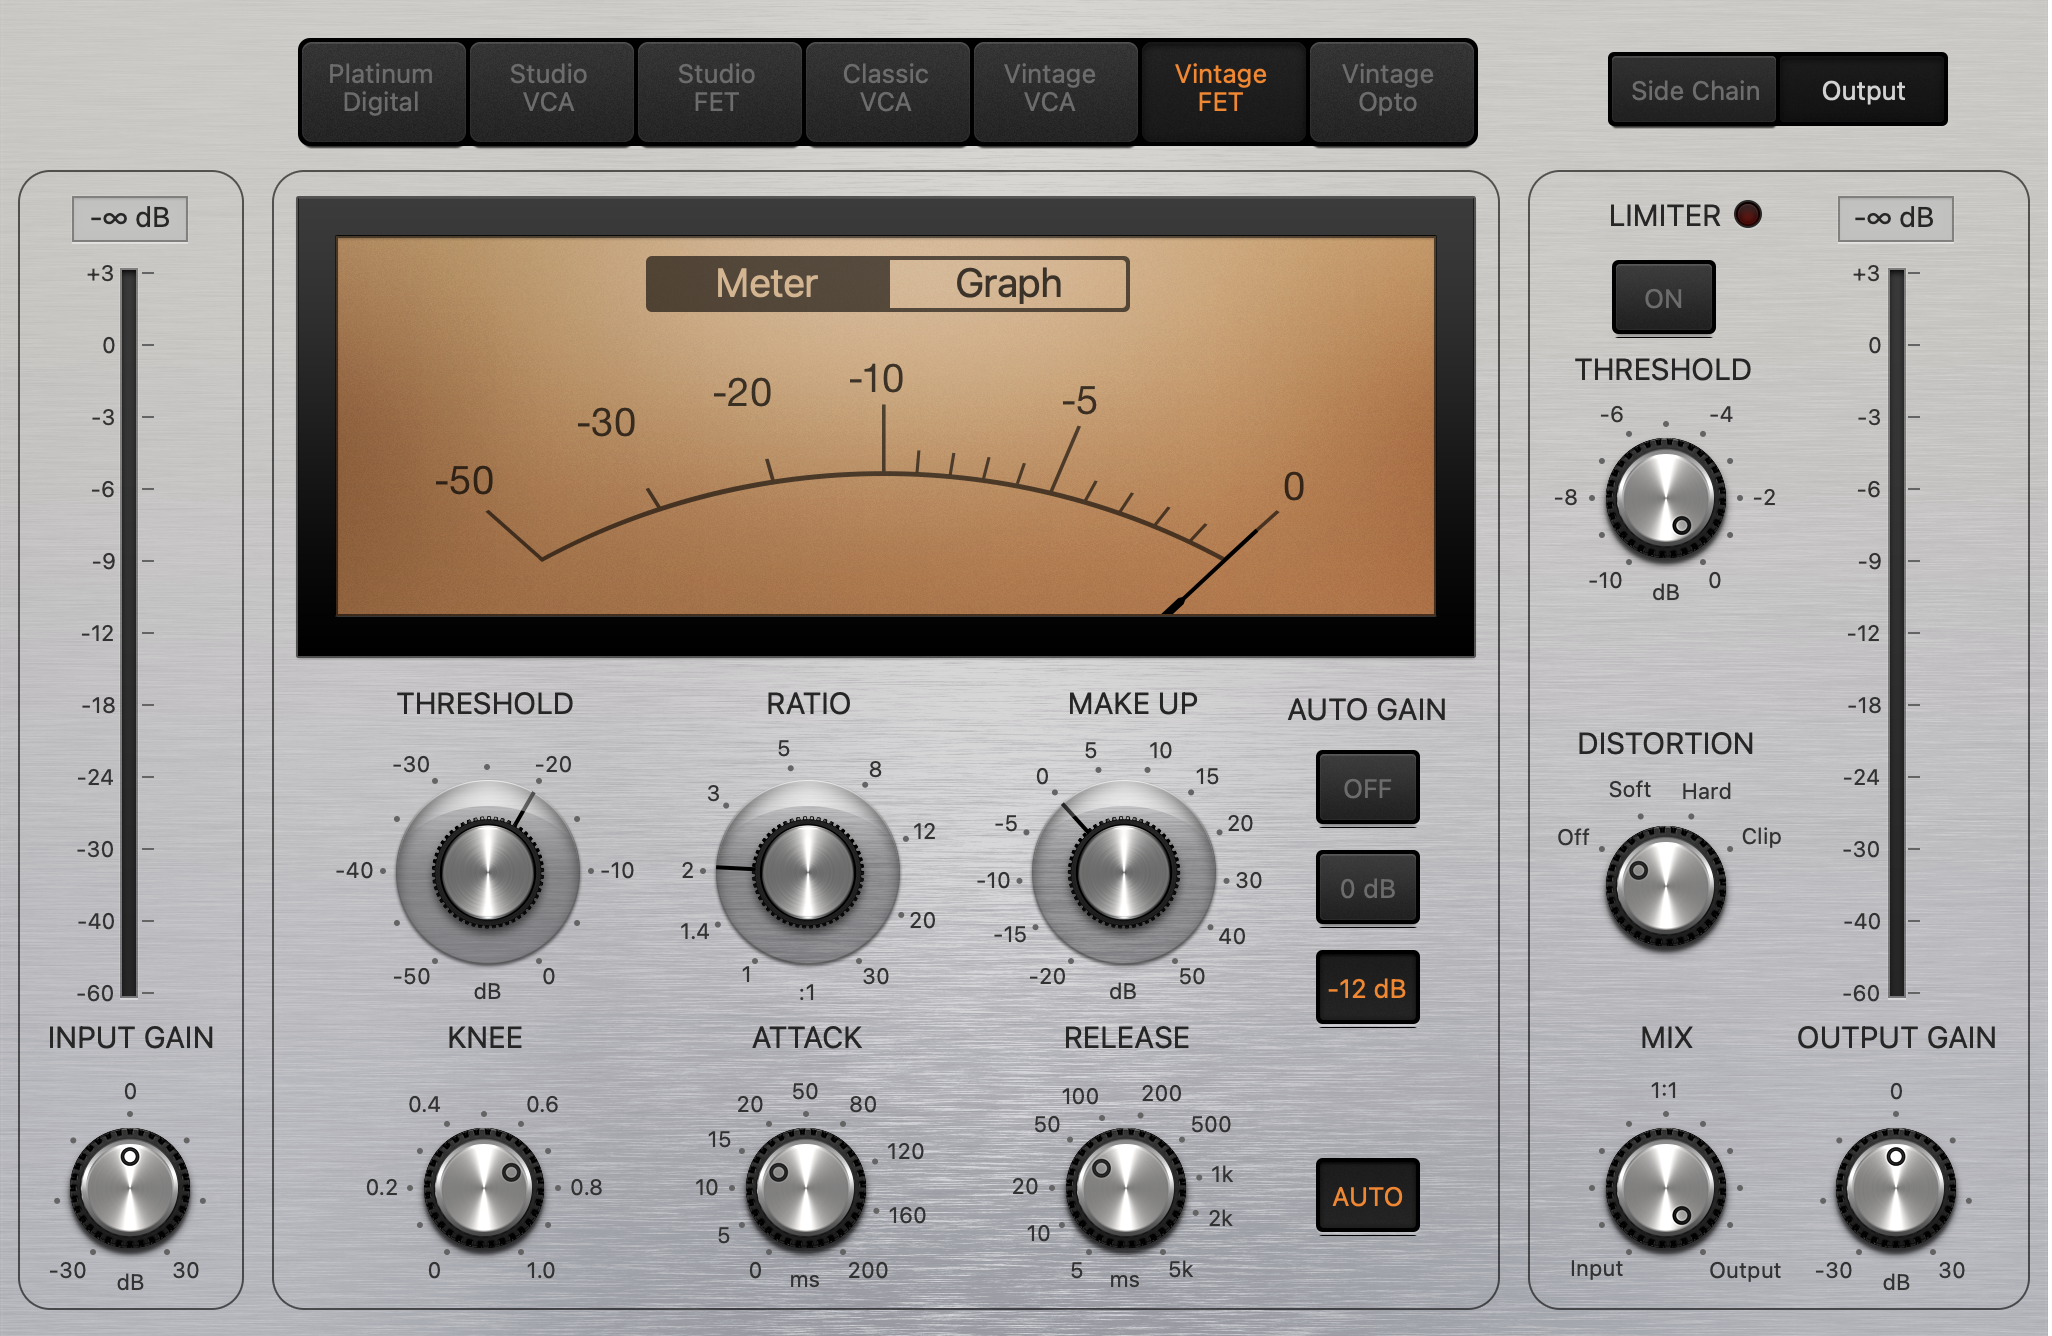 Platinum Digital
Studio VCA
Studio FET
Classic VCA
Vintage VCA
Vintage FET
Vintage Opto
Side Chain
Output
-∞ dB
+3
0
-3
-6
-9
-12
-18
-24
-30
-40
-60
INPUT GAIN
0
-30
dB
30
Meter
Graph
-50
-30
-20
-10
-5
0
THRESHOLD
-30
-20
-40
-10
-50
0
dB
RATIO
5
8
3
12
2
20
1.4
1
30
:1
MAKE UP
5
10
0
15
-5
20
-10
30
-15
40
-20
50
dB
AUTO GAIN
OFF
0 dB
-12 dB
KNEE
0.4
0.6
0.2
0.8
0
1.0
ATTACK
50
20
80
15
120
10
160
5
0
ms
200
RELEASE
100
200
50
500
20
1k
10
2k
5
ms
5k
AUTO
LIMITER
ON
THRESHOLD
-6
-4
-8
-2
-10
0
dB
DISTORTION
Soft
Hard
Off
Clip
MIX
1:1
Input
Output
-∞ dB
+3
0
-3
-6
-9
-12
-18
-24
-30
-40
-60
OUTPUT GAIN
0
-30
dB
30